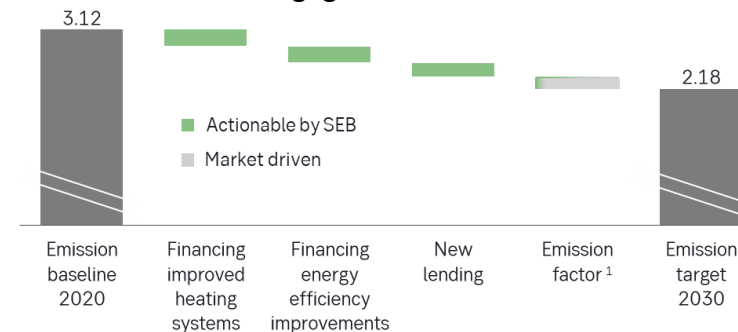 3.12
2.18
Actionable by SEB
Market driven
Emission
baseline
2020
Financing
improved
heating
systems
Financing
energy
efficiency
improvements
New
lending
Emission
factor ¹
Emission
target
2030